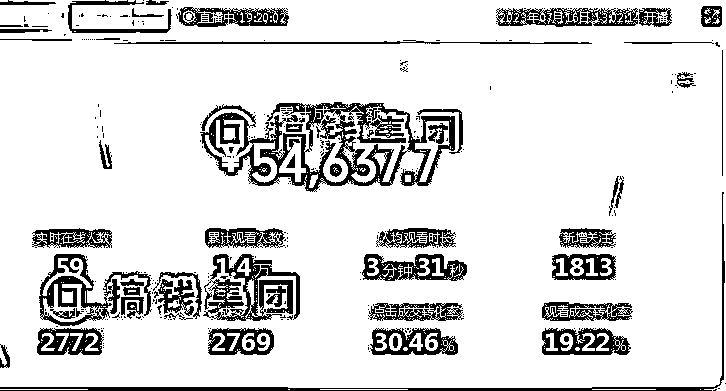 直播中 19:20:02
2023年07月16日 13:02:14 开播
累计成交金额
搞钱集团
¥54,637.7
实时在线人数 累计观看人数 人均观看时长 新增关注
59 1.4万 3分钟31秒 1813
搞钱集团
点击成交转化率 观看成交转化率
2772 2769 30.46% 19.22%